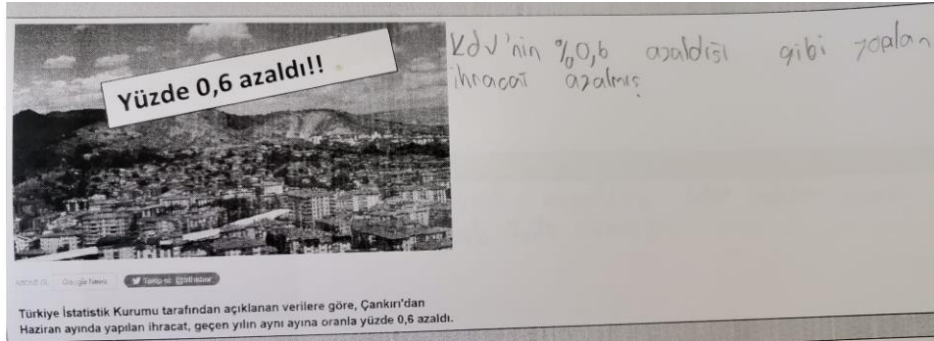 Yüzde 0,6 azaldı!!
Kdv'nin %0,6 azaldığı gibi yapılan
ihracat azalmış
Google News
Türkiye İstatistik Kurumu tarafından açıklanan verilere göre, Çankırı'dan
Haziran ayında yapılan ihracat, geçen yılın aynı ayına oranla yüzde 0,6 azaldı.